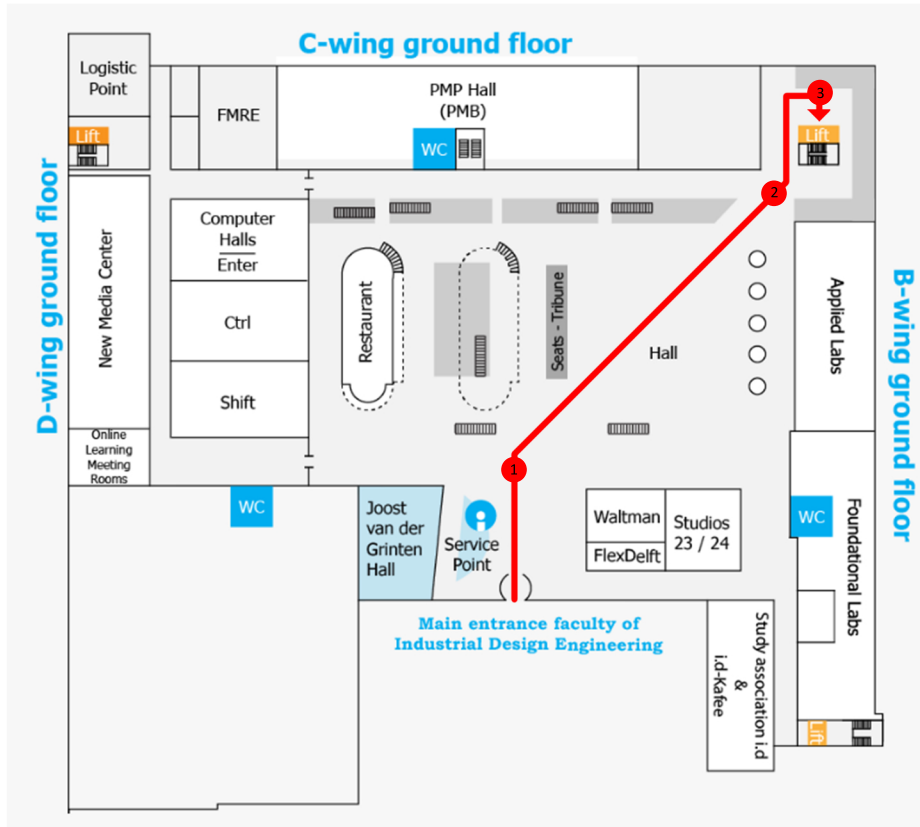 C-wing ground floor
Logistic
Point
Lift
FMRE
PMP Hall
(PMB)
WC
3
Lift
2
D-wing ground floor
New Media Center
Computer
Halls
Enter
Ctrl
Shift
Restaurant
Seats - Tribune
Hall
Applied Labs
B-wing ground floor
Online
Learning
Meeting
Rooms
1
WC
Joost
van der
Grinten
Hall
i
Service
Point
Waltman
FlexDelft
Studios
23 / 24
WC
Foundational Labs
Main entrance faculty of
Industrial Design Engineering
Study association i.d
&
i.d-Kafee
Lift